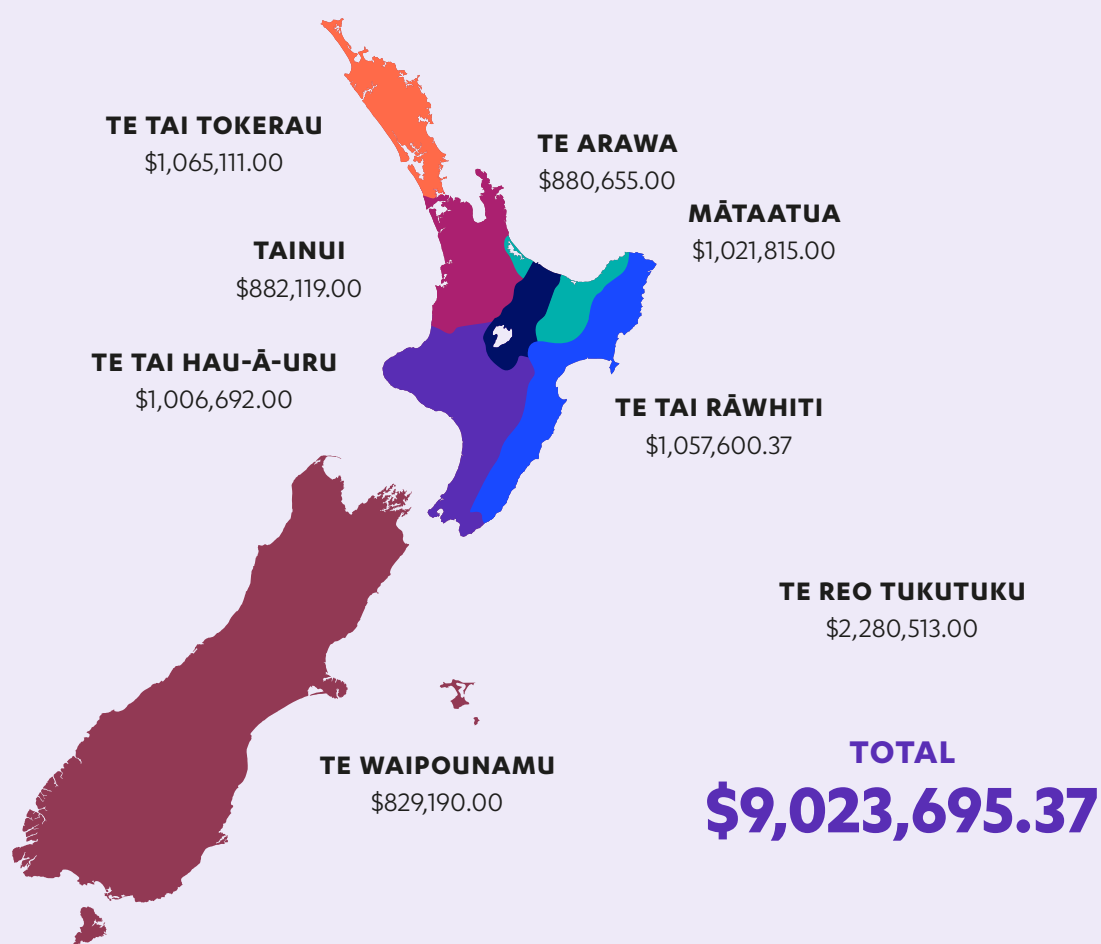 TE TAI TOKERAU
$1,065,111.00
TE ARAWA
$880,655.00
MĀTAATUA
$1,021,815.00
TAINUI
$882,119.00
TE TAI HAU-Ā-URU
$1,006,692.00
TE TAI RĀWHITI
$1,057,600.37
TE REO TUKUTUKU
$2,280,513.00
TE WAIPOUNAMU
$829,190.00
TOTAL
$9,023,695.37